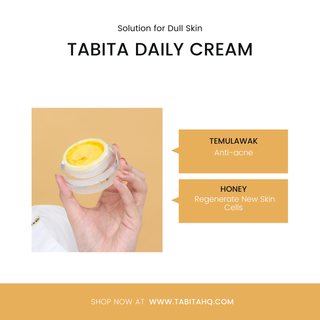 Solution for Dull Skin
TABITA DAILY CREAM
TEMULAWAK
Anti-acne
HONEY
Regenerate New Skin
Cells
SHOP NOW AT WWW.TABITAHQ.COM